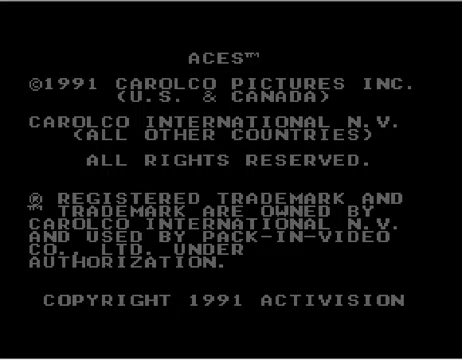 ACES™
©1991 CAROLCO PICTURES INC.
(U.S. & CANADA)
CAROLCO INTERNATIONAL N.V.
(ALL OTHER COUNTRIES)
ALL RIGHTS RESERVED.
® REGISTERED TRADEMARK AND
™ TRADEMARK ARE OWNED BY
CAROLCO INTERNATIONAL N.V.
AND USED BY PACK-IN-VIDEO
CO., LTD. UNDER
AUTHORIZATION.
COPYRIGHT 1991 ACTIVISION